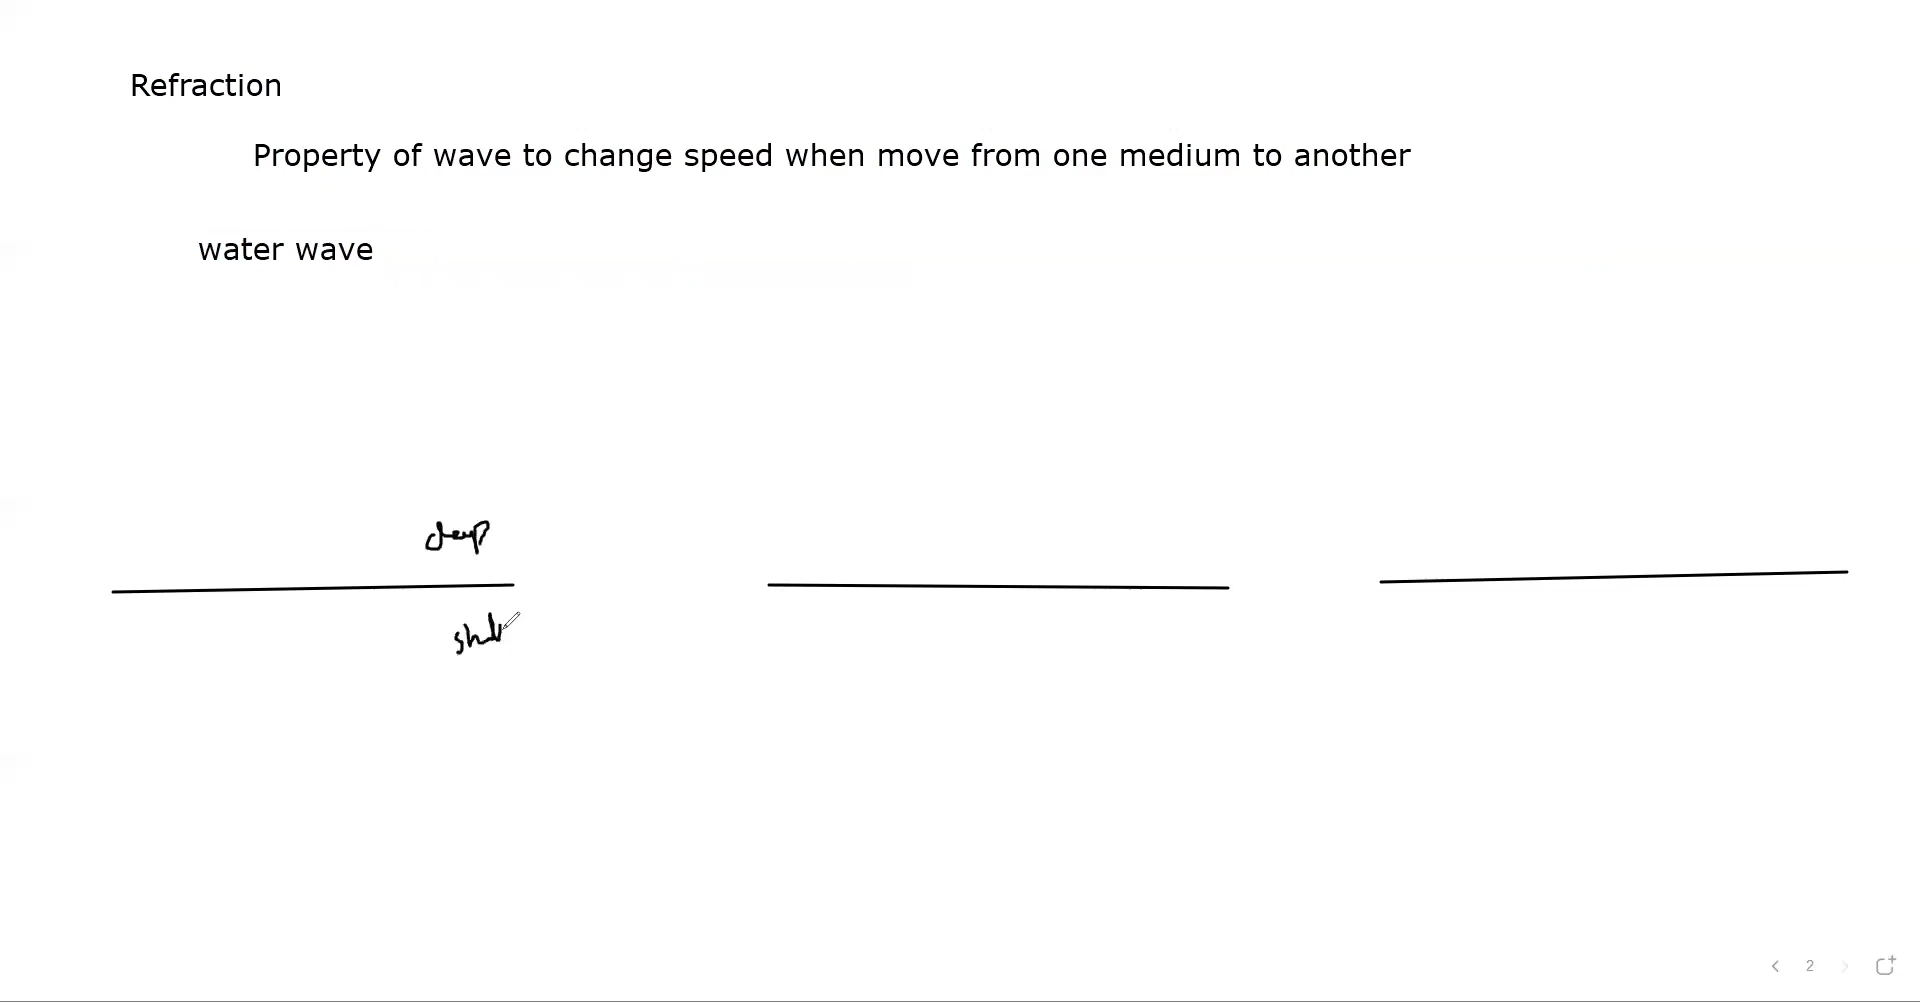 Refraction
Property of wave to change speed when move from one medium to another
water wave
deep
2